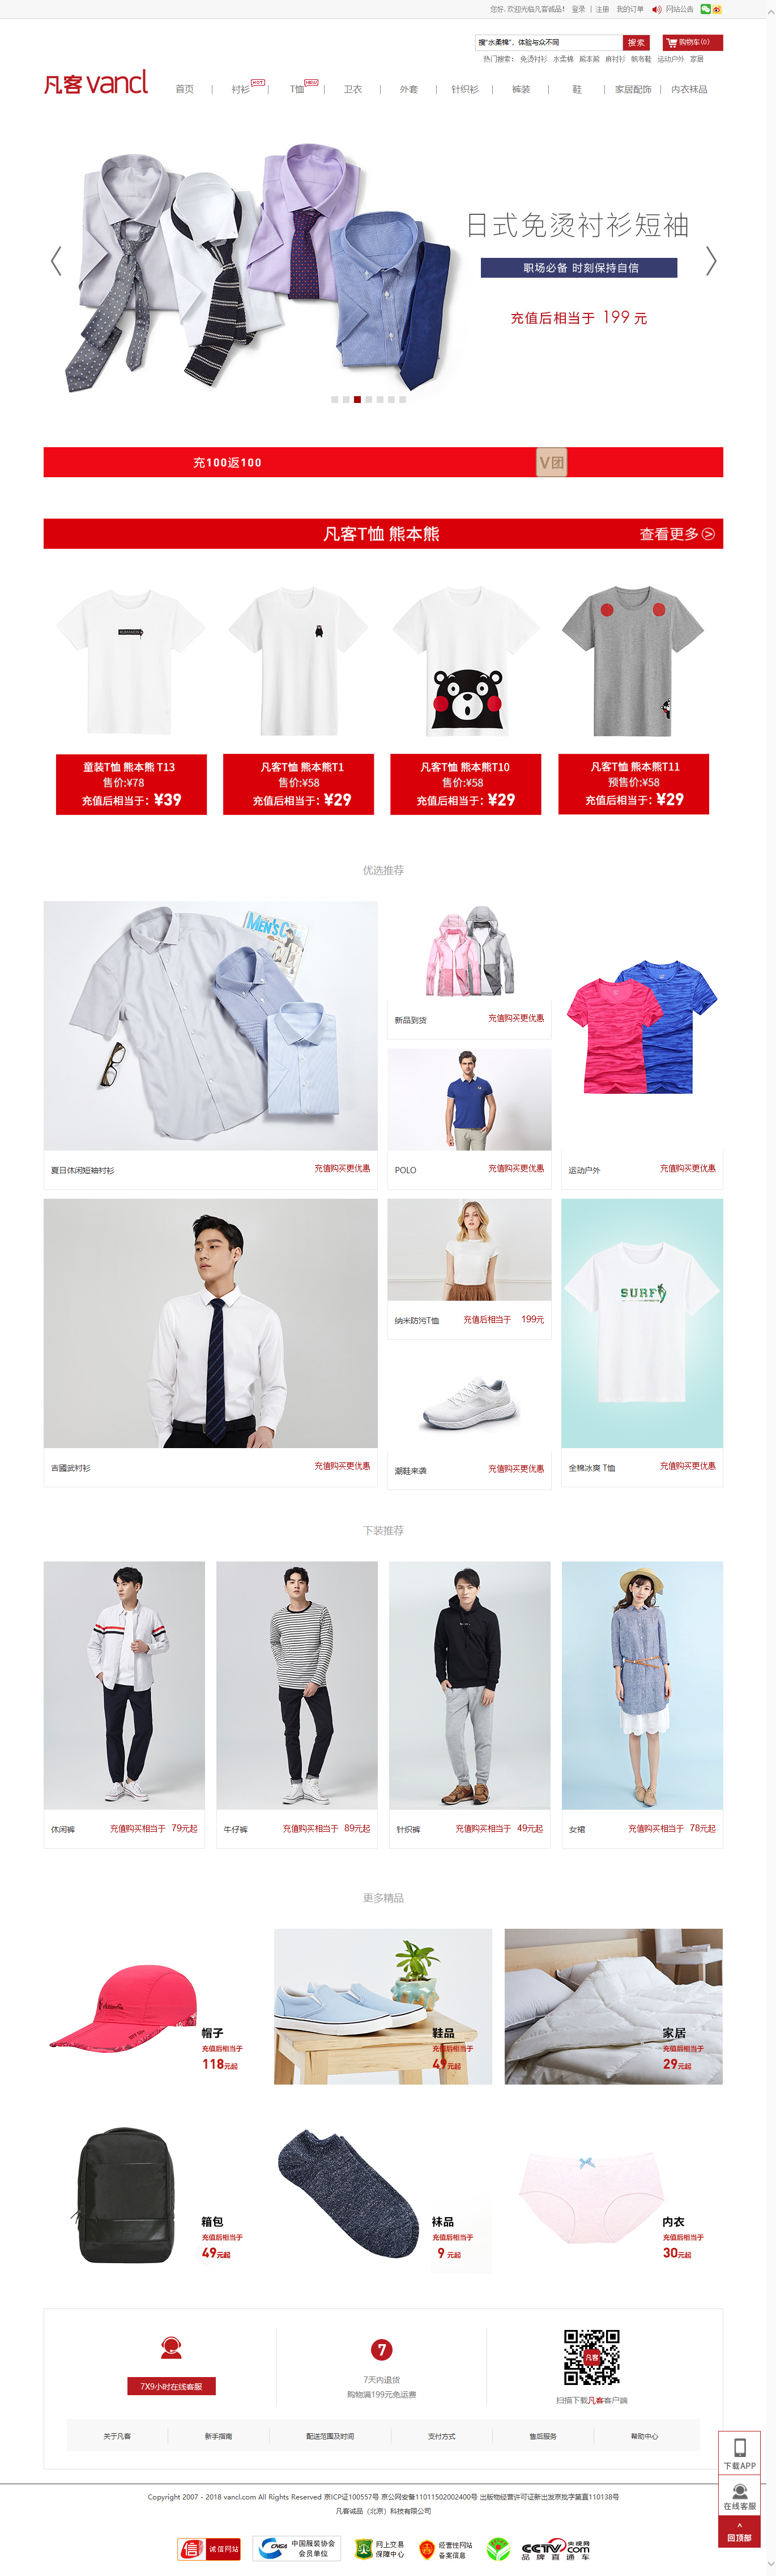 您好, 欢迎光临凡客诚品! 登录 | 注册 我的订单 网站公告
搜"水柔棉", 体验与众不同 搜索 购物车(0)
热门搜索: 免烫衬衫 水柔棉 熊本熊 麻衬衫 帆布鞋 运动户外 家居
凡客 vancl
首页 | 衬衫 HOT | T恤 NEW | 卫衣 | 外套 | 针织衫 | 裤装 | 鞋 | 家居配饰 | 内衣袜品
日式免烫衬衫短袖
职场必备 时刻保持自信
充值后相当于 199 元
充100返100 V团
凡客T恤 熊本熊 查看更多
童装T恤 熊本熊 T13
售价:¥78
充值后相当于: ¥39
凡客T恤 熊本熊T1
售价:¥58
充值后相当于: ¥29
凡客T恤 熊本熊T10
售价:¥58
充值后相当于: ¥29
凡客T恤 熊本熊T11
预售价:¥58
充值后相当于: ¥29
优选推荐
MEN'S
新品到货 充值购买更优惠
夏日休闲短袖衬衫 充值购买更优惠
POLO 充值购买更优惠
运动户外 充值购买更优惠
SURF
纳米防污T恤 充值后相当于 199元
吉國武衬衫 充值购买更优惠
潮鞋来袭 充值购买更优惠
全棉冰爽 T恤 充值购买更优惠
下装推荐
休闲裤 充值购买相当于 79元起
牛仔裤 充值购买相当于 89元起
针织裤 充值购买相当于 49元起
女裙 充值购买相当于 78元起
更多精品
帽子
充值后相当于
118元起
鞋品
充值后相当于
49元起
家居
充值后相当于
29元起
箱包
充值后相当于
49元起
袜品
充值后相当于
9 元起
内衣
充值后相当于
30元起
7X9小时在线客服
7
7天内退货
购物满199元免运费
凡客
扫描下载凡客客户端
关于凡客 新手指南 配送范围及时间 支付方式 售后服务 帮助中心
下载APP
在线客服
^
回顶部
Copyright 2007 - 2018 vancl.com All Rights Reserved 京ICP证100557号 京公网安备11011502002400号 出版物经营许可证新出发京批字第直110138号
凡客诚品（北京）科技有限公司
信 诚信网站
CNGA 中国服装协会
会员单位
网上交易
保障中心
经营性网站
备案信息
CCTV 央视网
品牌直通车